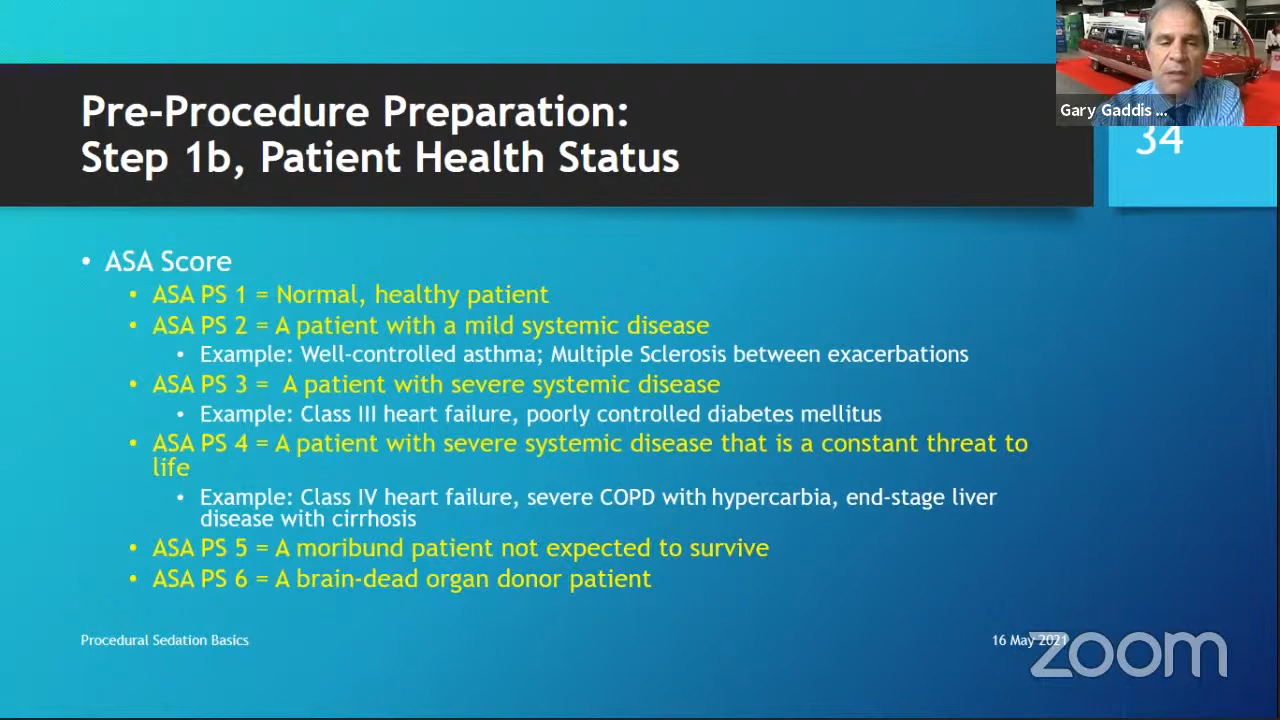 Gary Gaddis ...
34
Pre-Procedure Preparation:
Step 1b, Patient Health Status
• ASA Score
• ASA PS 1 = Normal, healthy patient
• ASA PS 2 = A patient with a mild systemic disease
• Example: Well-controlled asthma; Multiple Sclerosis between exacerbations
• ASA PS 3 = A patient with severe systemic disease
• Example: Class III heart failure, poorly controlled diabetes mellitus
• ASA PS 4 = A patient with severe systemic disease that is a constant threat to
life
• Example: Class IV heart failure, severe COPD with hypercarbia, end-stage liver
disease with cirrhosis
• ASA PS 5 = A moribund patient not expected to survive
• ASA PS 6 = A brain-dead organ donor patient
Procedural Sedation Basics
16 May 2021
zoom